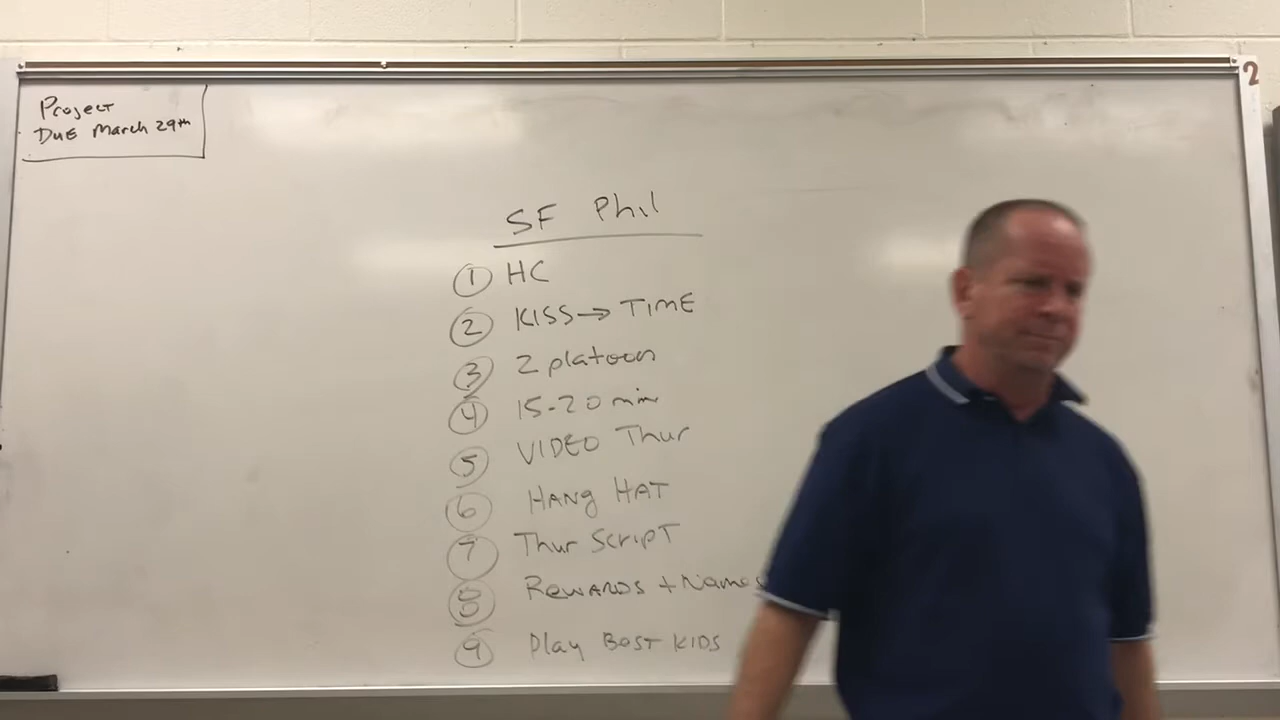 Project
Due March 29th
2
SF Phil
1 HC
2 KISS→TIME
3 2 platoon
4 15-20 min
5 VIDEO Thur
6 HANg HAT
7 Thur ScripT
8 Rewards + Names
9 Play BEST KIDS